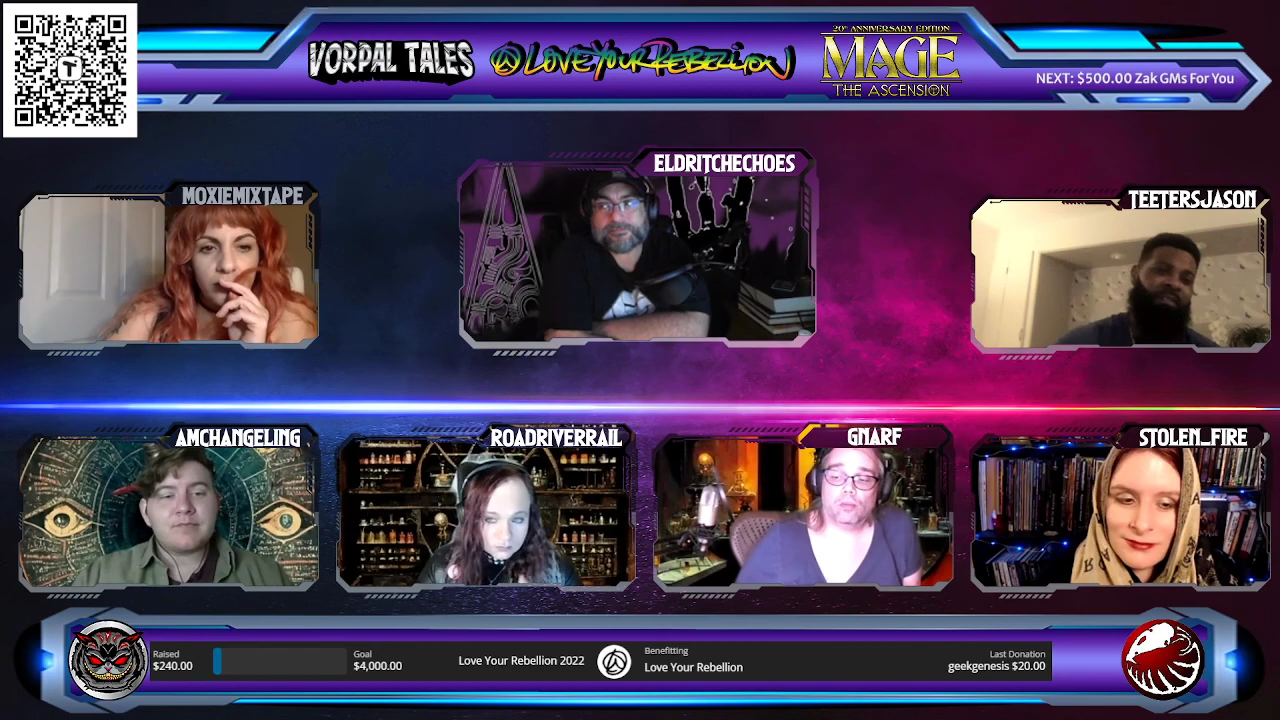 VORPAL TALES
LOVEYOURREBELLION
20th ANNIVERSARY EDITION
MAGE
THE ASCENSION
NEXT: $500.00 Zak GMs For You
ELDRITCHECHOES
MOXIEMIXTAPE
TEETERSJASON
AMCHANGELING
ROADRIVERRAIL
GNARF
STOLEN_FIRE
Raised
$240.00
Goal
$4,000.00
Love Your Rebellion 2022
Benefitting
Love Your Rebellion
Last Donation
geekgenesis $20.00